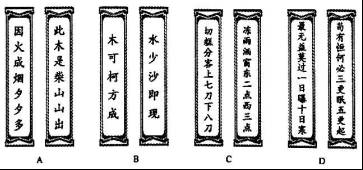 此木是柴山山出
因火成烟夕夕多
A
水少沙即现
木可柯方成
B
冻雨洒窗东二点西三点
切糕分客上七刀下八刀
C
苟有恒何必三更眠五更起
最元益莫过一日曝十日寒
D